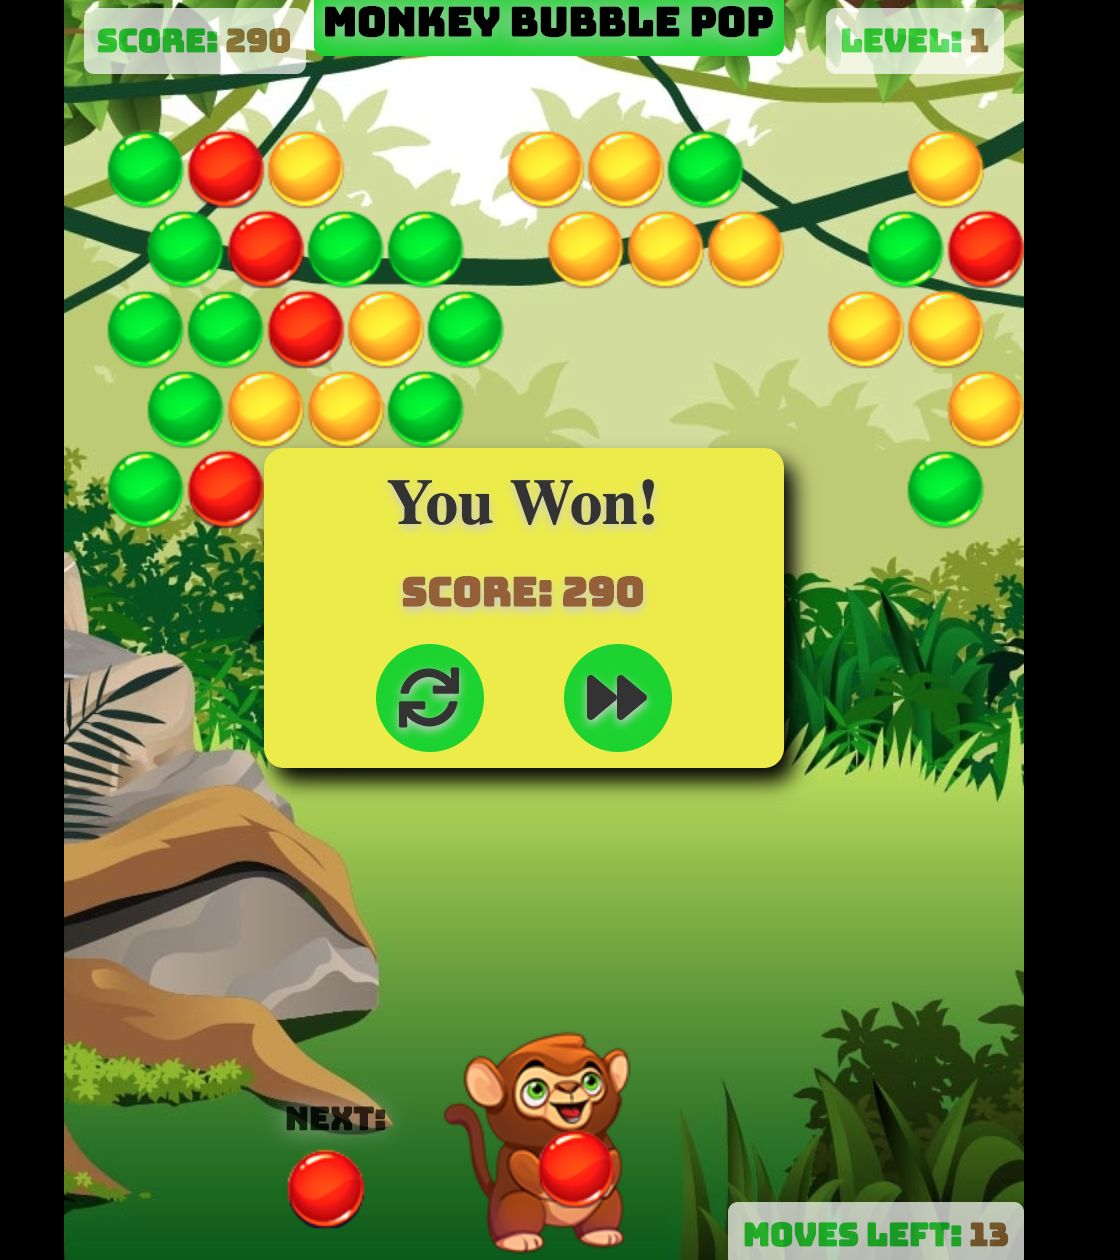 SCORE: 290
MONKEY BUBBLE POP
LEVEL: 1
You Won!
SCORE: 290
NEXT:
MOVES LEFT: 13